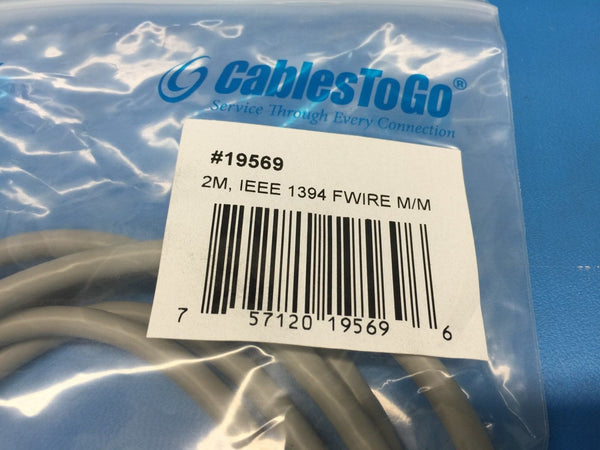 CablesToGo®
Service Through Every Connection
#19569
2M, IEEE 1394 FWIRE M/M
7 57120 19569 6